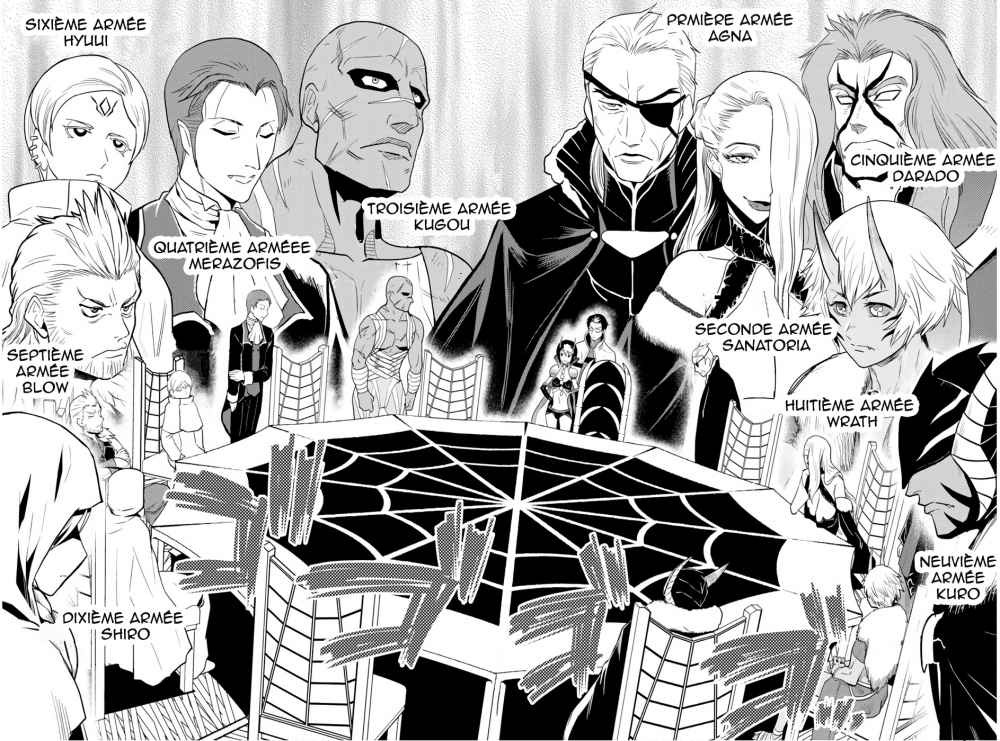 SIXIÈME ARMÉE
HYUUI
PRMIÈRE ARMÉE
AGNA
CINQUIÈME ARMÉE
DARADO
TROISIÈME ARMÉE
KUGOU
QUATRIÈME ARMÉEE
MERAZOFIS
SECONDE ARMÉE
SANATORIA
SEPTIÈME
ARMÉE
BLOW
HUITIÈME ARMÉE
WRATH
NEUVIÈME
ARMÉE
KURO
DIXIÈME ARMÉE
SHIRO